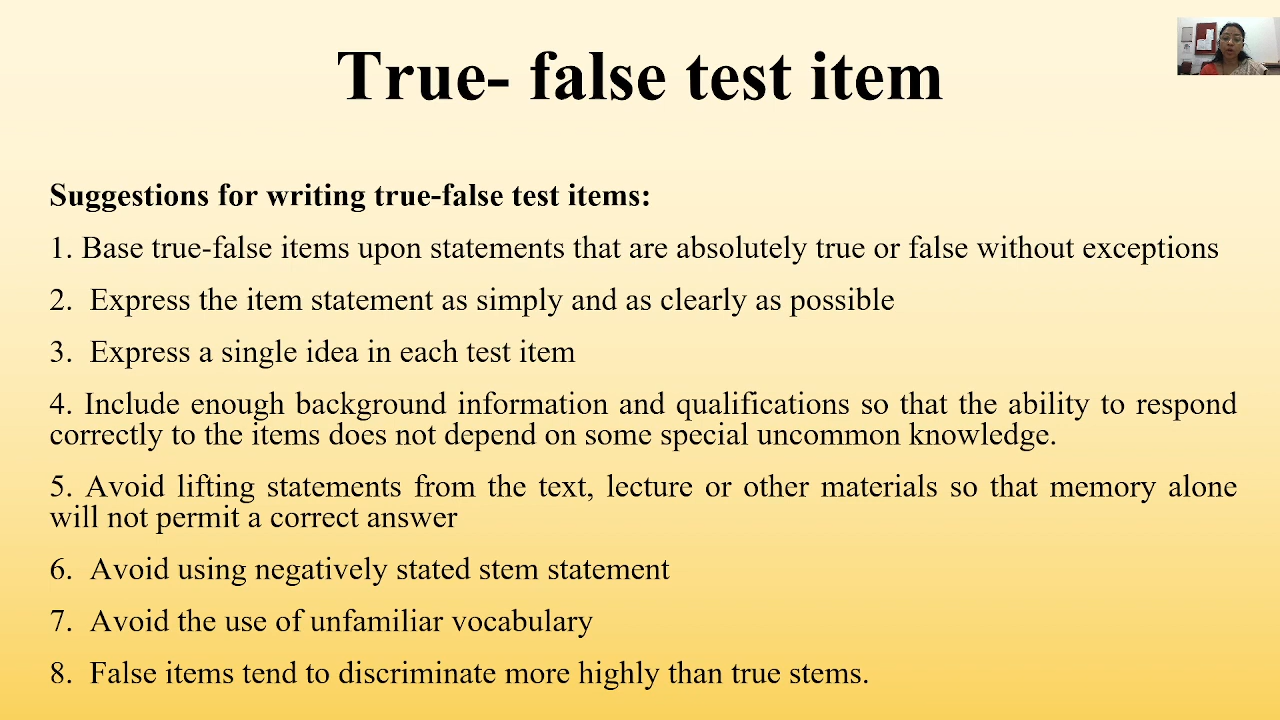 True- false test item
Suggestions for writing true-false test items:
1. Base true-false items upon statements that are absolutely true or false without exceptions
2. Express the item statement as simply and as clearly as possible
3. Express a single idea in each test item
4. Include enough background information and qualifications so that the ability to respond
correctly to the items does not depend on some special uncommon knowledge.
5. Avoid lifting statements from the text, lecture or other materials so that memory alone
will not permit a correct answer
6. Avoid using negatively stated stem statement
7. Avoid the use of unfamiliar vocabulary
8. False items tend to discriminate more highly than true stems.